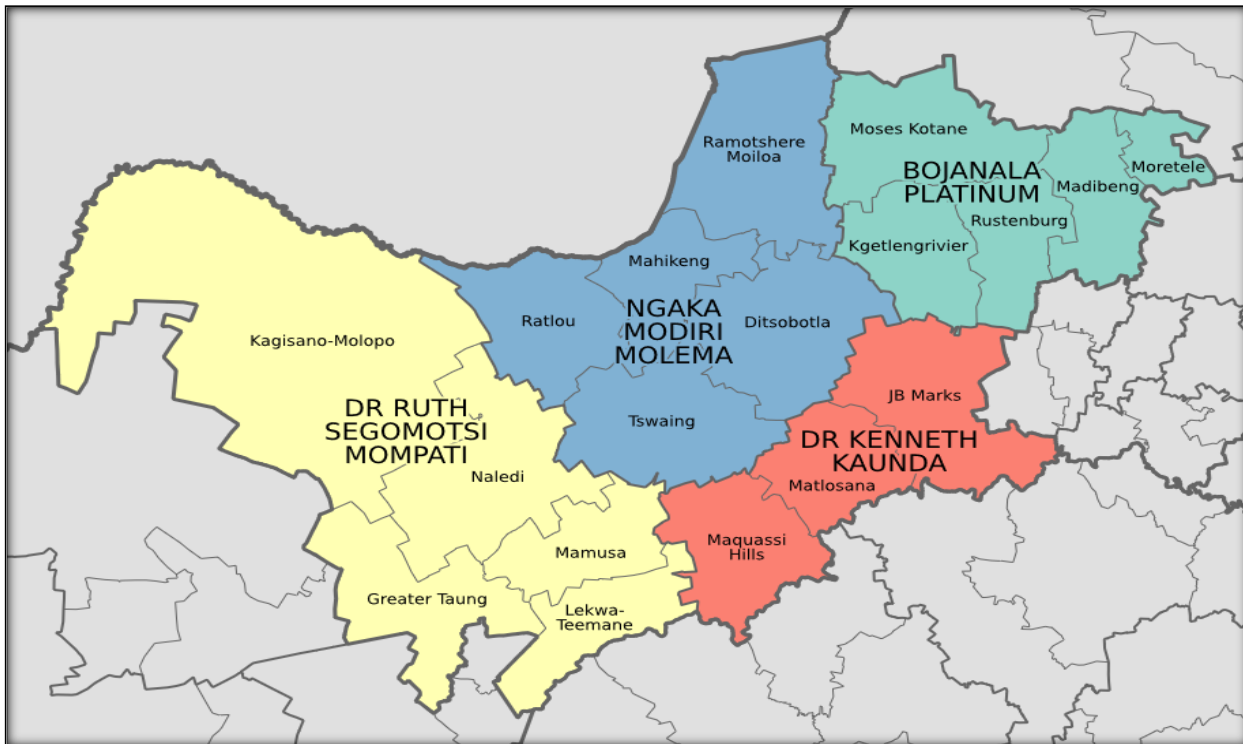 Ramotshere
Moiloa
Moses Kotane
BOJANALA
PLATINUM
Moretele
Madibeng
Rustenburg
Kgetlengrivier
Mahikeng
Ratlou
NGAKA
MODIRI
MOLEMA
Ditsobotla
Tswaing
Kagisano-Molopo
DR RUTH
SEGOMOTSI
MOMPATI
Naledi
Mamusa
Greater Taung
Lekwa-
Teemane
JB Marks
DR KENNETH
KAUNDA
Matlosana
Maquassi
Hills